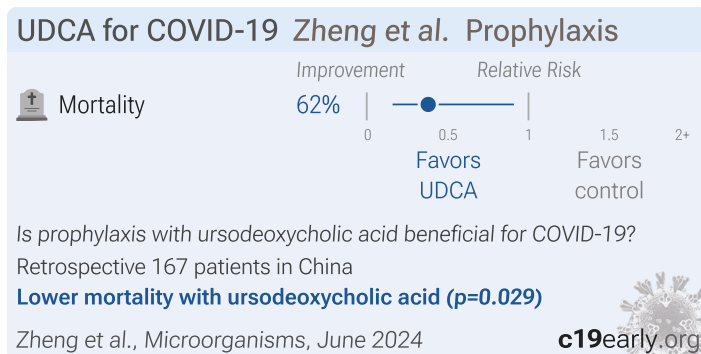 UDCA for COVID-19 Zheng et al. Prophylaxis
Improvement Relative Risk
Mortality 62%
0 0.5 1 1.5 2+
Favors Favors
UDCA control
Is prophylaxis with ursodeoxycholic acid beneficial for COVID-19?
Retrospective 167 patients in China
Lower mortality with ursodeoxycholic acid (p=0.029)
Zheng et al., Microorganisms, June 2024 c19early.org